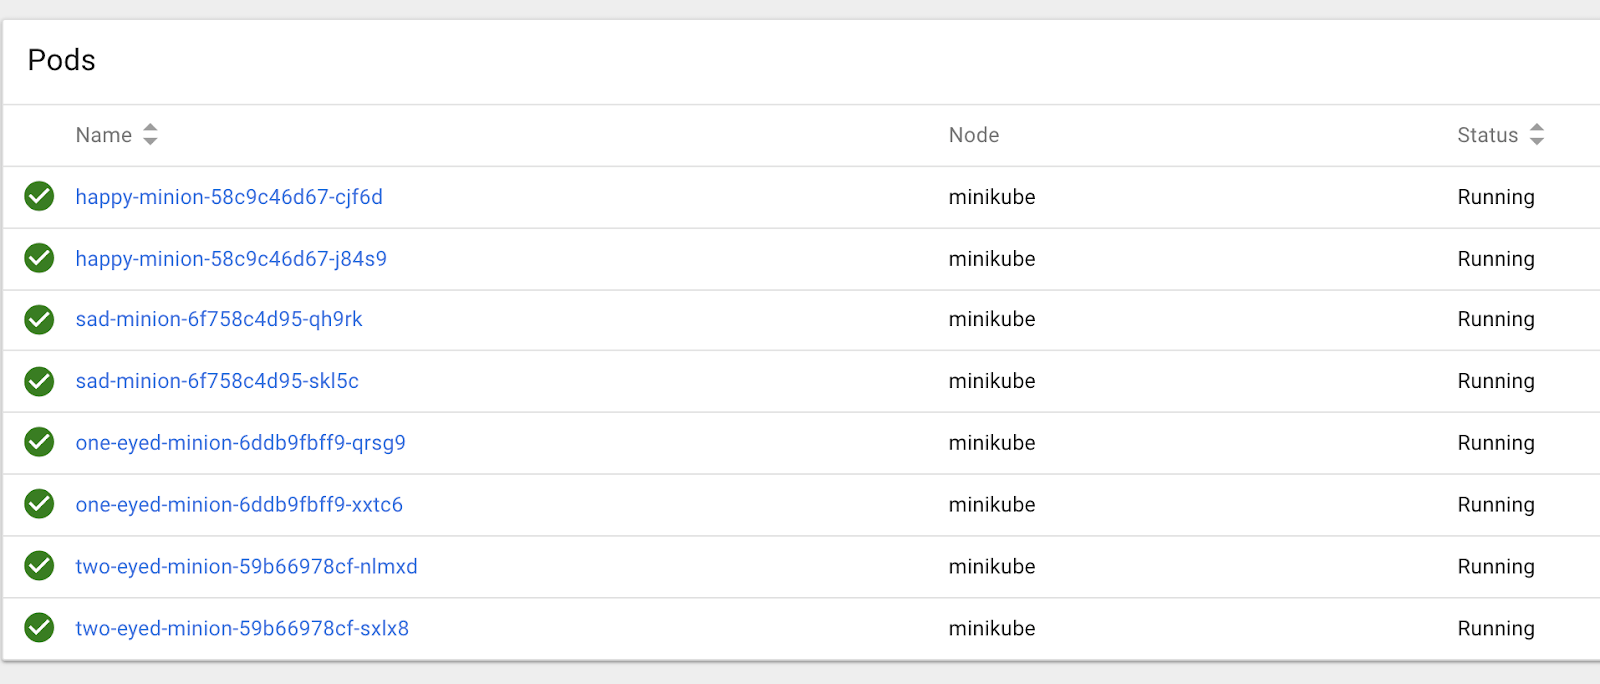 Pods
Name Node Status
happy-minion-58c9c46d67-cjf6d minikube Running
happy-minion-58c9c46d67-j84s9 minikube Running
sad-minion-6f758c4d95-qh9rk minikube Running
sad-minion-6f758c4d95-skl5c minikube Running
one-eyed-minion-6ddb9fbff9-qrsg9 minikube Running
one-eyed-minion-6ddb9fbff9-xxtc6 minikube Running
two-eyed-minion-59b66978cf-nlmxd minikube Running
two-eyed-minion-59b66978cf-sxlx8 minikube Running